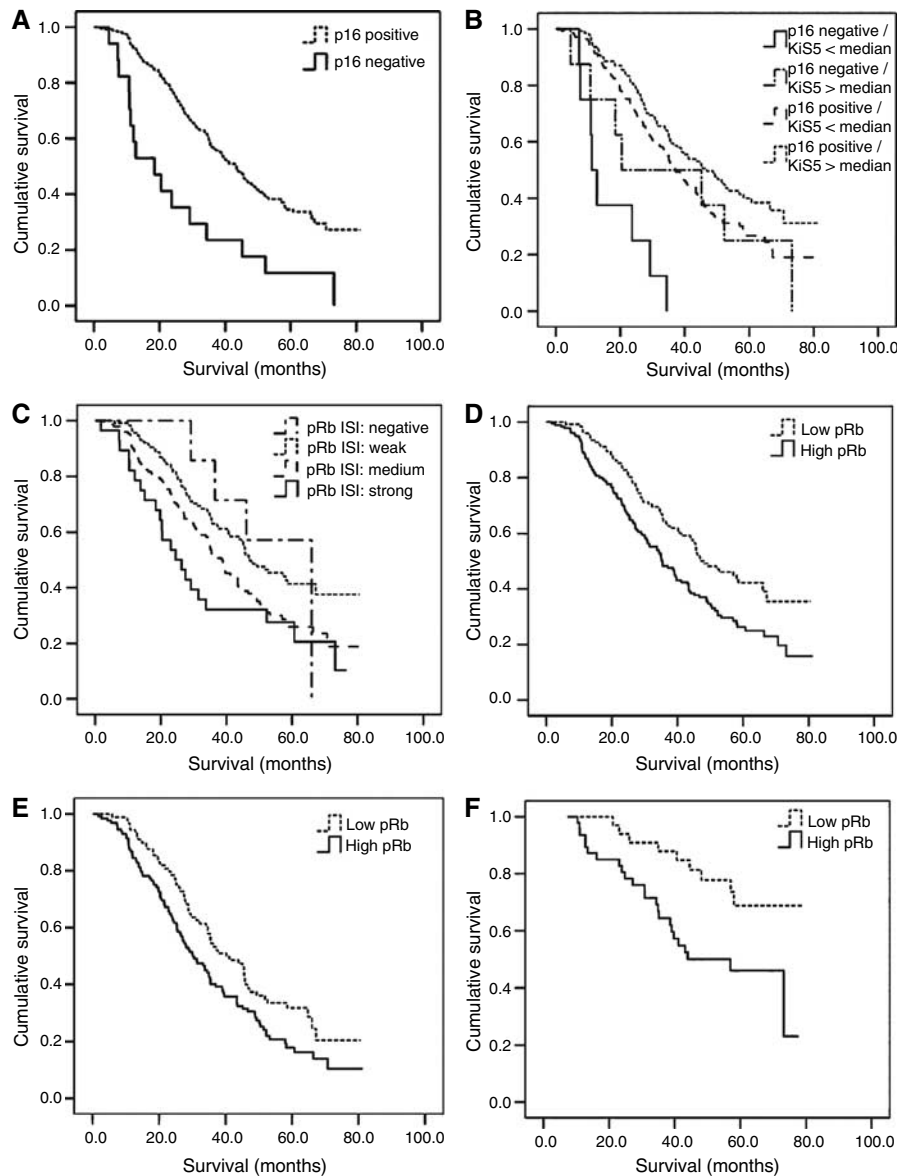 A
p16 positive
p16 negative
Cumulative survival
1.0
0.8
0.6
0.4
0.2
0.0
0.0 20.0 40.0 60.0 80.0 100.0
Survival (months)
B
p16 negative /
KiS5 < median
p16 negative /
KiS5 > median
p16 positive /
KiS5 < median
p16 positive /
KiS5 > median
Cumulative survival
1.0
0.8
0.6
0.4
0.2
0.0
0.0 20.0 40.0 60.0 80.0 100.0
Survival (months)
C
pRb ISI: negative
pRb ISI: weak
pRb ISI: medium
pRb ISI: strong
Cumulative survival
1.0
0.8
0.6
0.4
0.2
0.0
0.0 20.0 40.0 60.0 80.0 100.0
Survival (months)
D
Low pRb
High pRb
Cumulative survival
1.0
0.8
0.6
0.4
0.2
0.0
0.0 20.0 40.0 60.0 80.0 100.0
Survival (months)
E
Low pRb
High pRb
Cumulative survival
1.0
0.8
0.6
0.4
0.2
0.0
0.0 20.0 40.0 60.0 80.0 100.0
Survival (months)
F
Low pRb
High pRb
Cumulative survival
1.0
0.8
0.6
0.4
0.2
0.0
0.0 20.0 40.0 60.0 80.0 100.0
Survival (months)